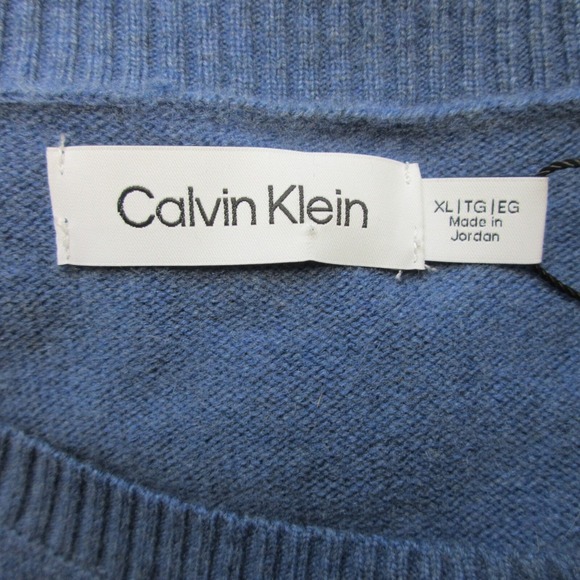 Calvin Klein
XL|TG|EG
Made in
Jordan